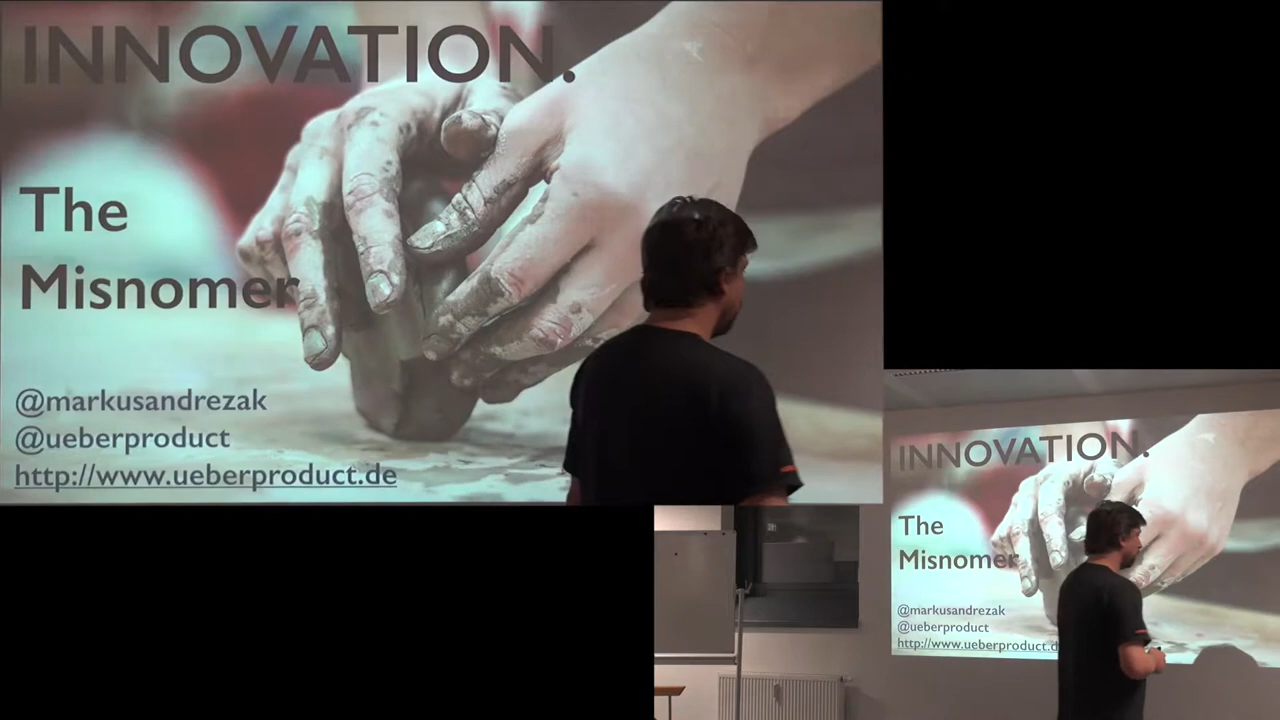 INNOVATION.
The
Misnomer
@markusandrezak
@ueberproduct
http://www.ueberproduct.de
INNOVATION.
The
Misnomer
@markusandrezak
@ueberproduct
http://www.ueberproduct.d